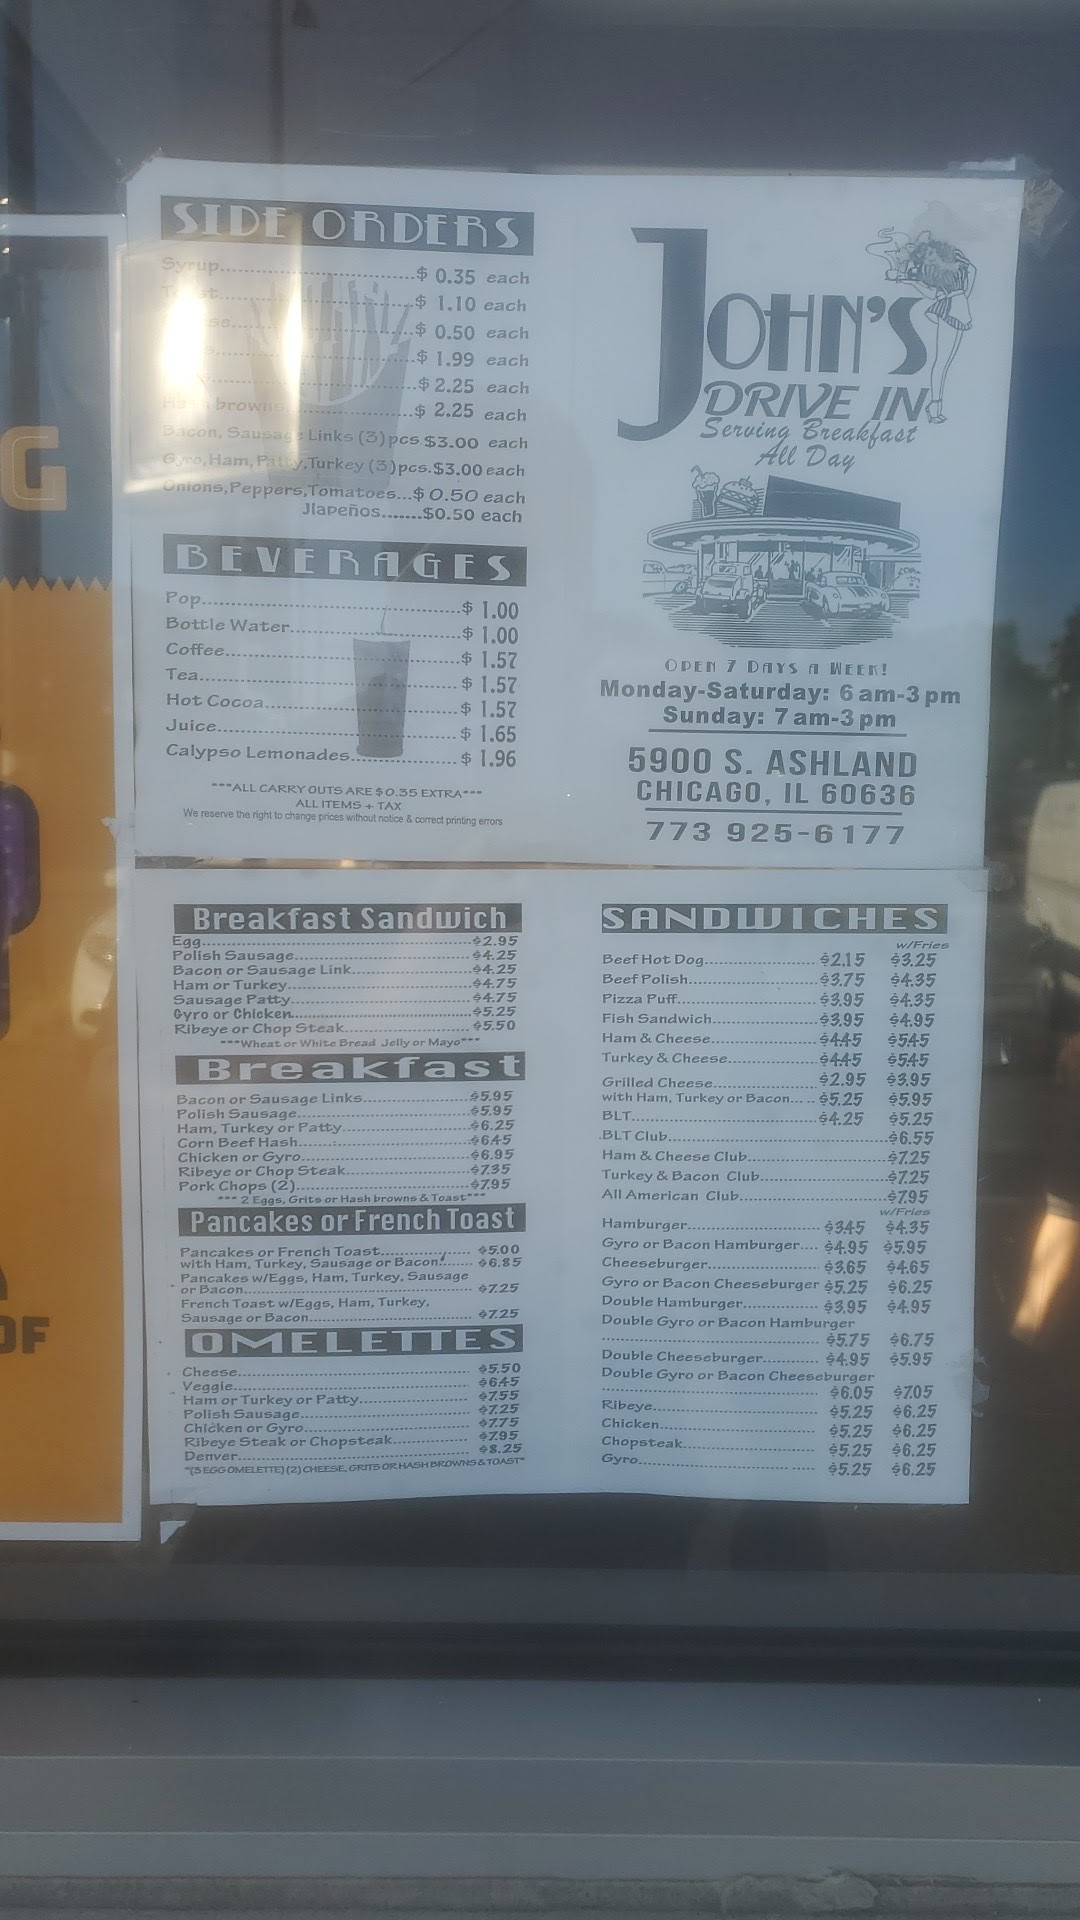 SIDE ORDERS
Syrup..........$ 0.35 each
..........$ 1.10 each
..........$ 0.50 each
..........$ 1.99 each
..........$ 2.25 each
Hash browns..........$ 2.25 each
Bacon, Sausage Links (3) pcs $3.00 each
Gyro, Ham, Patty, Turkey (3) pcs. $3.00 each
Onions, Peppers, Tomatoes...$ 0.50 each
Jlapeños.......$0.50 each
BEVERAGES
Pop..........$ 1.00
Bottle Water..........$ 1.00
Coffee..........$ 1.57
Tea..........$ 1.57
Hot Cocoa..........$ 1.57
Juice..........$ 1.65
Calypso Lemonades..........$ 1.96
***ALL CARRY OUTS ARE $0.35 EXTRA***
ALL ITEMS + TAX
We reserve the right to change prices without notice & correct printing errors
JOHN'S
DRIVE IN
Serving Breakfast
All Day
OPEN 7 DAYS A WEEK!
Monday-Saturday: 6 am-3 pm
Sunday: 7 am-3 pm
5900 S. ASHLAND
CHICAGO, IL 60636
773 925-6177
Breakfast Sandwich
Egg..........$2.95
Polish Sausage..........$4.25
Bacon or Sausage Link..........$4.25
Ham or Turkey..........$4.75
Sausage Patty..........$4.75
Gyro or Chicken..........$5.25
Ribeye or Chop Steak..........$5.50
***Wheat or White Bread Jelly or Mayo***
Breakfast
Bacon or Sausage Links..........$5.95
Polish Sausage..........$5.95
Ham, Turkey or Patty..........$6.25
Corn Beef Hash..........$6.45
Chicken or Gyro..........$6.95
Ribeye or Chop Steak..........$7.35
Pork Chops (2)..........$7.95
*** 2 Eggs, Grits or Hash browns & Toast***
Pancakes or French Toast
Pancakes or French Toast..........$5.00
with Ham, Turkey, Sausage or Bacon..........$6.85
Pancakes w/Eggs, Ham, Turkey, Sausage
or Bacon..........$7.25
French Toast w/Eggs, Ham, Turkey,
Sausage or Bacon..........$7.25
OMELETTES
Cheese..........$5.50
Veggie..........$6.45
Ham or Turkey or Patty..........$7.55
Polish Sausage..........$7.25
Chicken or Gyro..........$7.75
Ribeye Steak or Chopsteak..........$7.95
Denver..........$8.25
*(3 EGG OMELETTE) (2) CHEESE, GRITS OR HASH BROWNS & TOAST*
SANDWICHES
w/Fries
Beef Hot Dog..........$2.15 $3.25
Beef Polish..........$3.75 $4.35
Pizza Puff..........$3.95 $4.35
Fish Sandwich..........$3.95 $4.95
Ham & Cheese..........$4.45 $5.45
Turkey & Cheese..........$4.45 $5.45
Grilled Cheese..........$2.95 $3.95
with Ham, Turkey or Bacon..... $5.25 $5.95
BLT..........$4.25 $5.25
BLT Club..........$6.55
Ham & Cheese Club..........$7.25
Turkey & Bacon Club..........$7.25
All American Club..........$7.95
w/Fries
Hamburger..........$3.45 $4.35
Gyro or Bacon Hamburger.... $4.95 $5.95
Cheeseburger..........$3.65 $4.65
Gyro or Bacon Cheeseburger $5.25 $6.25
Double Hamburger..........$3.95 $4.95
Double Gyro or Bacon Hamburger
..........$5.75 $6.75
Double Cheeseburger..........$4.95 $5.95
Double Gyro or Bacon Cheeseburger
..........$6.05 $7.05
Ribeye..........$5.25 $6.25
Chicken..........$5.25 $6.25
Chopsteak..........$5.25 $6.25
Gyro..........$5.25 $6.25
G
OF